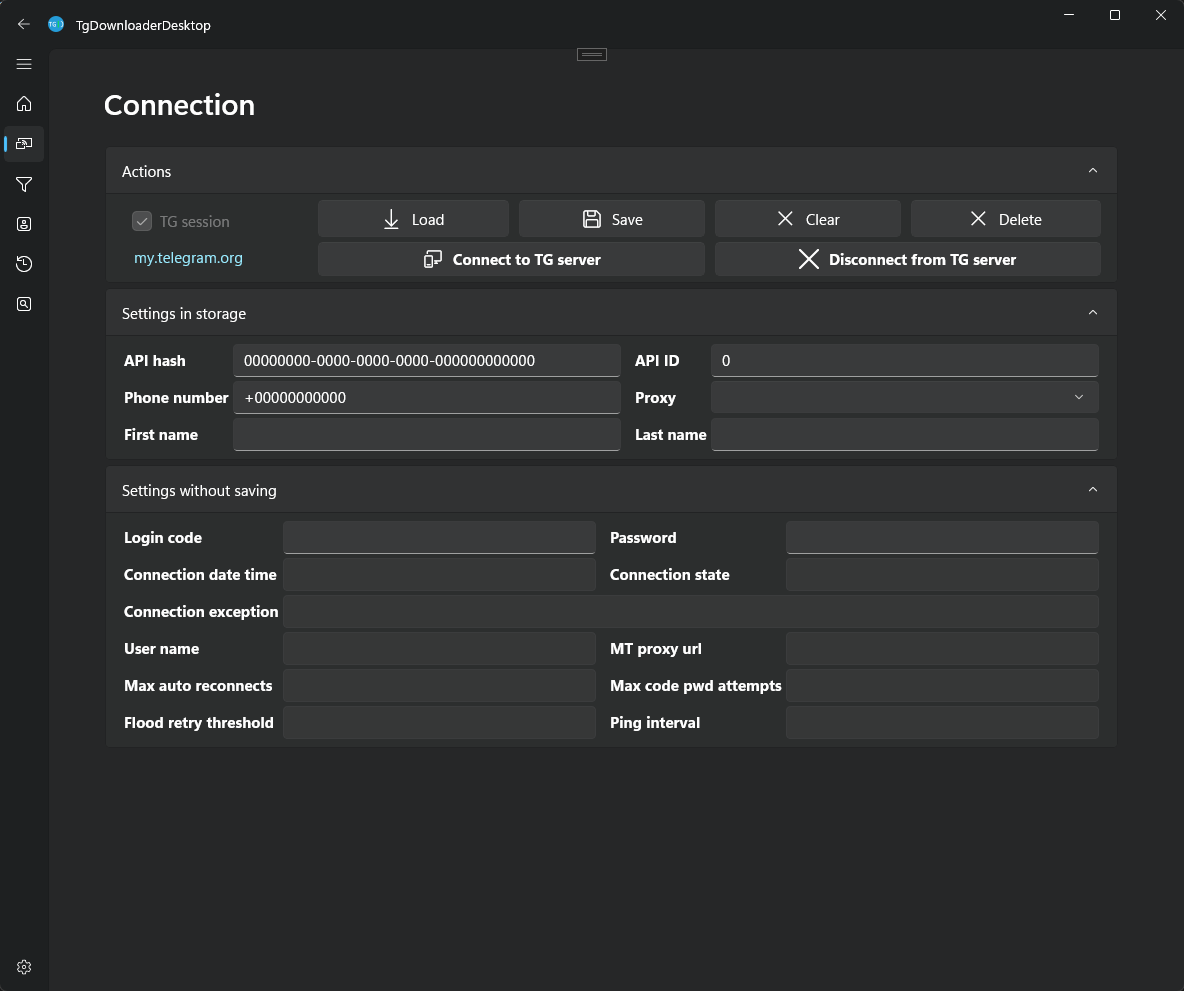 TgDownloaderDesktop
Connection
Actions
TG session
Load
Save
Clear
Delete
my.telegram.org
Connect to TG server
Disconnect from TG server
Settings in storage
API hash 00000000-0000-0000-0000-000000000000
API ID 0
Phone number +00000000000
Proxy
First name
Last name
Settings without saving
Login code
Password
Connection date time
Connection state
Connection exception
User name
MT proxy url
Max auto reconnects
Max code pwd attempts
Flood retry threshold
Ping interval